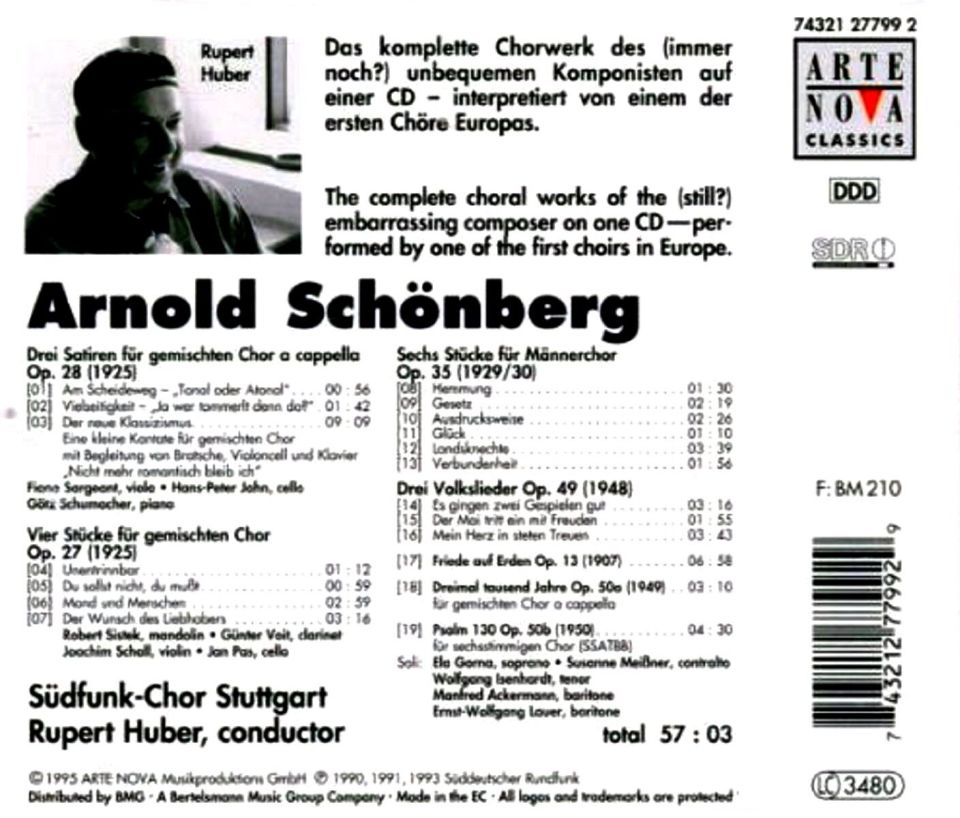 Rupert
Huber
Das komplette Chorwerk des (immer
noch?) unbequemen Komponisten auf
einer CD – interpretiert von einem der
ersten Chöre Europas.
The complete choral works of the (still?)
embarrassing composer on one CD—per-
formed by one of the first choirs in Europe.
74321 27799 2
ARTE
NOVA
CLASSICS
DDD
SDR
Arnold Schönberg
Drei Satiren für gemischten Chor a cappella
Op. 28 (1925)
[01] Am Scheideweg – „Tonal oder Atonal“ .... 00 : 56
[02] Vielseitigkeit – „Ja wer tommerlt denn da?“ . 01 : 42
[03] Der neue Klassizismus ............... 09 : 09
Eine kleine Kantate für gemischten Chor
mit Begleitung von Bratsche, Violoncell und Klavier
„Nicht mehr romantisch bleib ich“
Fiona Sargeant, viola • Hans-Peter Jahn, cello
Götz Schumacher, piano
Vier Stücke für gemischten Chor
Op. 27 (1925)
[04] Unentrinnbar ..................... 01 : 12
[05] Du sollst nicht, du mußt ............. 00 : 59
[06] Mond und Menschen ............... 02 : 59
[07] Der Wunsch des Liebhabers .......... 03 : 16
Robert Sistek, mandolin • Günter Voit, clarinet
Joachim Schall, violin • Jan Pas, cello
Südfunk-Chor Stuttgart
Rupert Huber, conductor
Sechs Stücke für Männerchor
Op. 35 (1929/30)
[08] Hemmung ....................... 01 : 30
[09] Gesetz .......................... 02 : 19
[10] Ausdrucksweise ................... 02 : 26
[11] Glück ........................... 01 : 10
[12] Landsknechte ..................... 03 : 39
[13] Verbundenheit .................... 01 : 56
Drei Volkslieder Op. 49 (1948)
[14] Es gingen zwei Gespielen gut ......... 03 : 16
[15] Der Mai tritt ein mit Freuden .......... 01 : 55
[16] Mein Herz in steten Treuen ........... 03 : 43
[17] Friede auf Erden Op. 13 (1907) ....... 06 : 58
[18] Dreimal tausend Jahre Op. 50a (1949) .. 03 : 10
für gemischten Chor a cappella
[19] Psalm 130 Op. 50b (1950) ........... 04 : 30
für sechsstimmigen Chor (SSATBB)
Soli: Ela Gorna, soprano • Susanne Meißner, contralto
Wolfgang Isenhardt, tenor
Manfred Ackermann, baritone
Ernst-Wolfgang Lauer, baritone
total 57 : 03
F: BM 210
7 43212 77992 9
© 1995 ARTE NOVA Musikproduktions GmbH ℗ 1990, 1991, 1993 Süddeutscher Rundfunk
Distributed by BMG · A Bertelsmann Music Group Company · Made in the EC · All logos and trademarks are protected
LC 3480